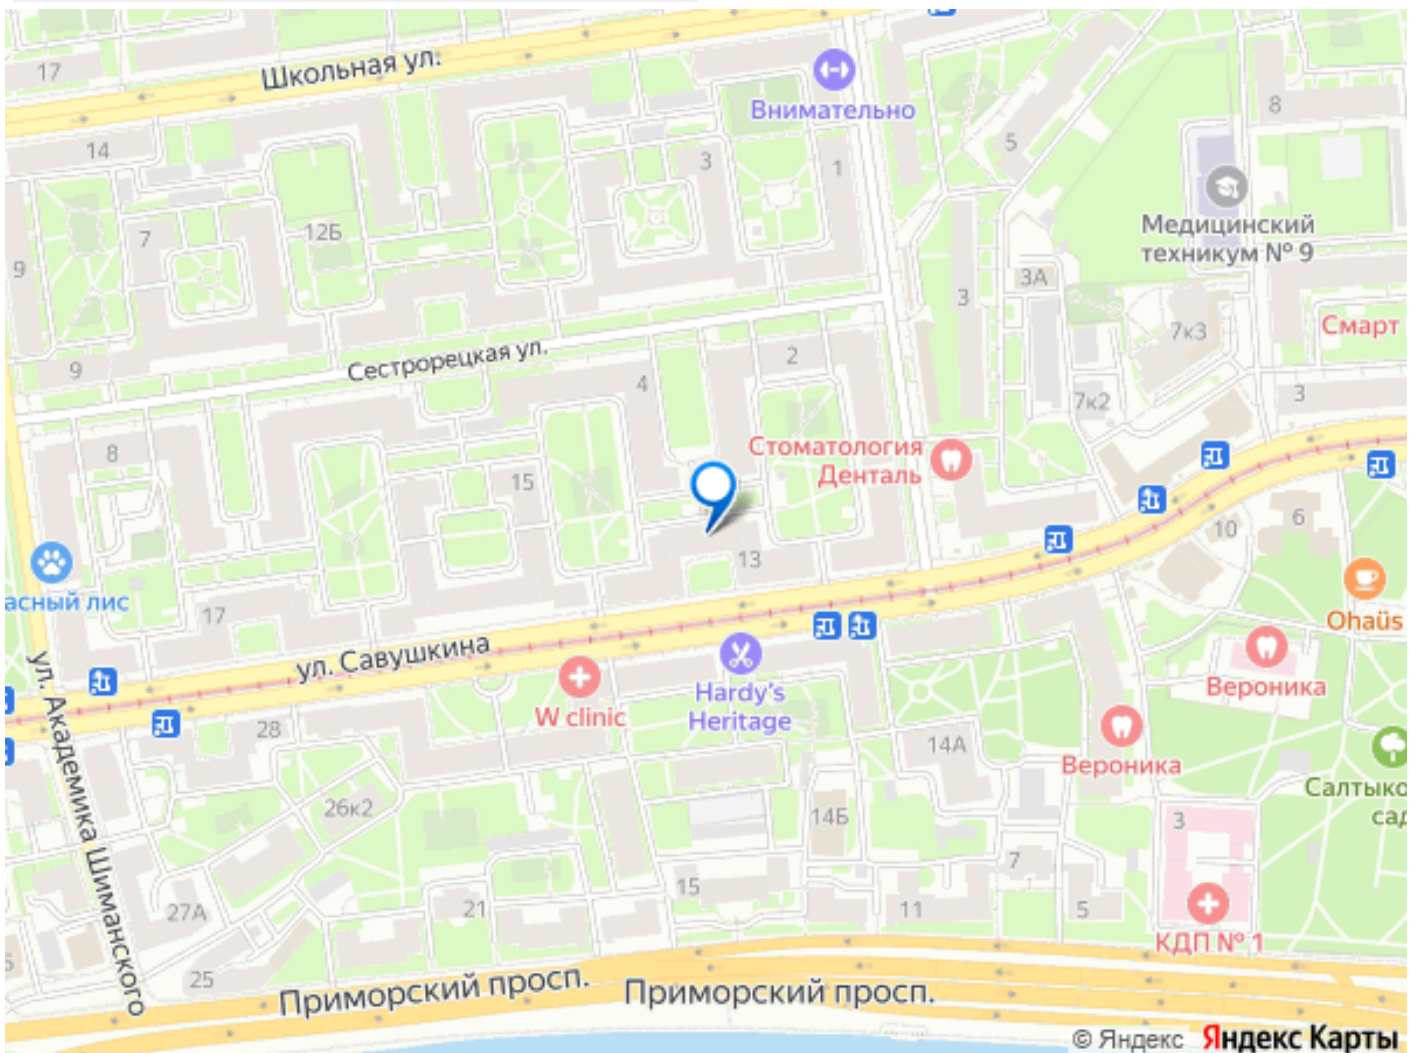 17
Школьная ул.
Внимательно
8
14
3
1
5
Медицинский
техникум № 9
7
12Б
9
3А
3
7к3
Смарт
Сестрорецкая ул.
2
9
4
7к2
3
8
Стоматология
Денталь
15
10
6
13
асный лис
17
Ohaüs
ул. Савушкина
Вероника
ул. Академика Шиманского
W clinic
Hardy's
Heritage
28
14А
Вероника
Салтыко
сад
26к2
14Б
3
7
15
27А
21
11
5
КДП № 1
5
25
Приморский просп.
Приморский просп.
© Яндекс Яндекс Карты